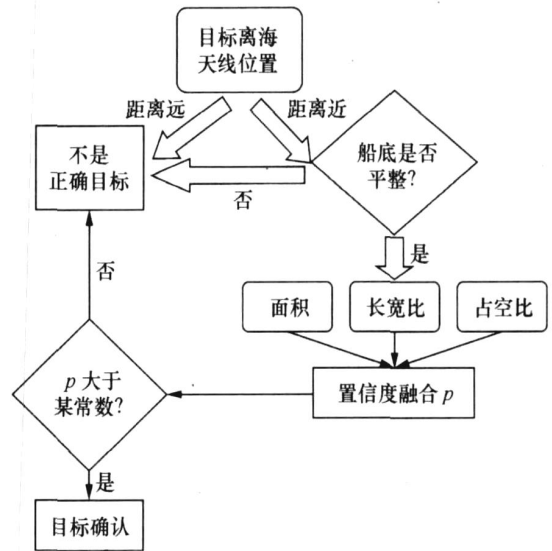 目标离海
天线位置
距离远
距离近
不是
正确目标
船底是否
平整?
否
是
否
面积
长宽比
占空比
p 大于
某常数?
置信度融合 p
是
目标确认